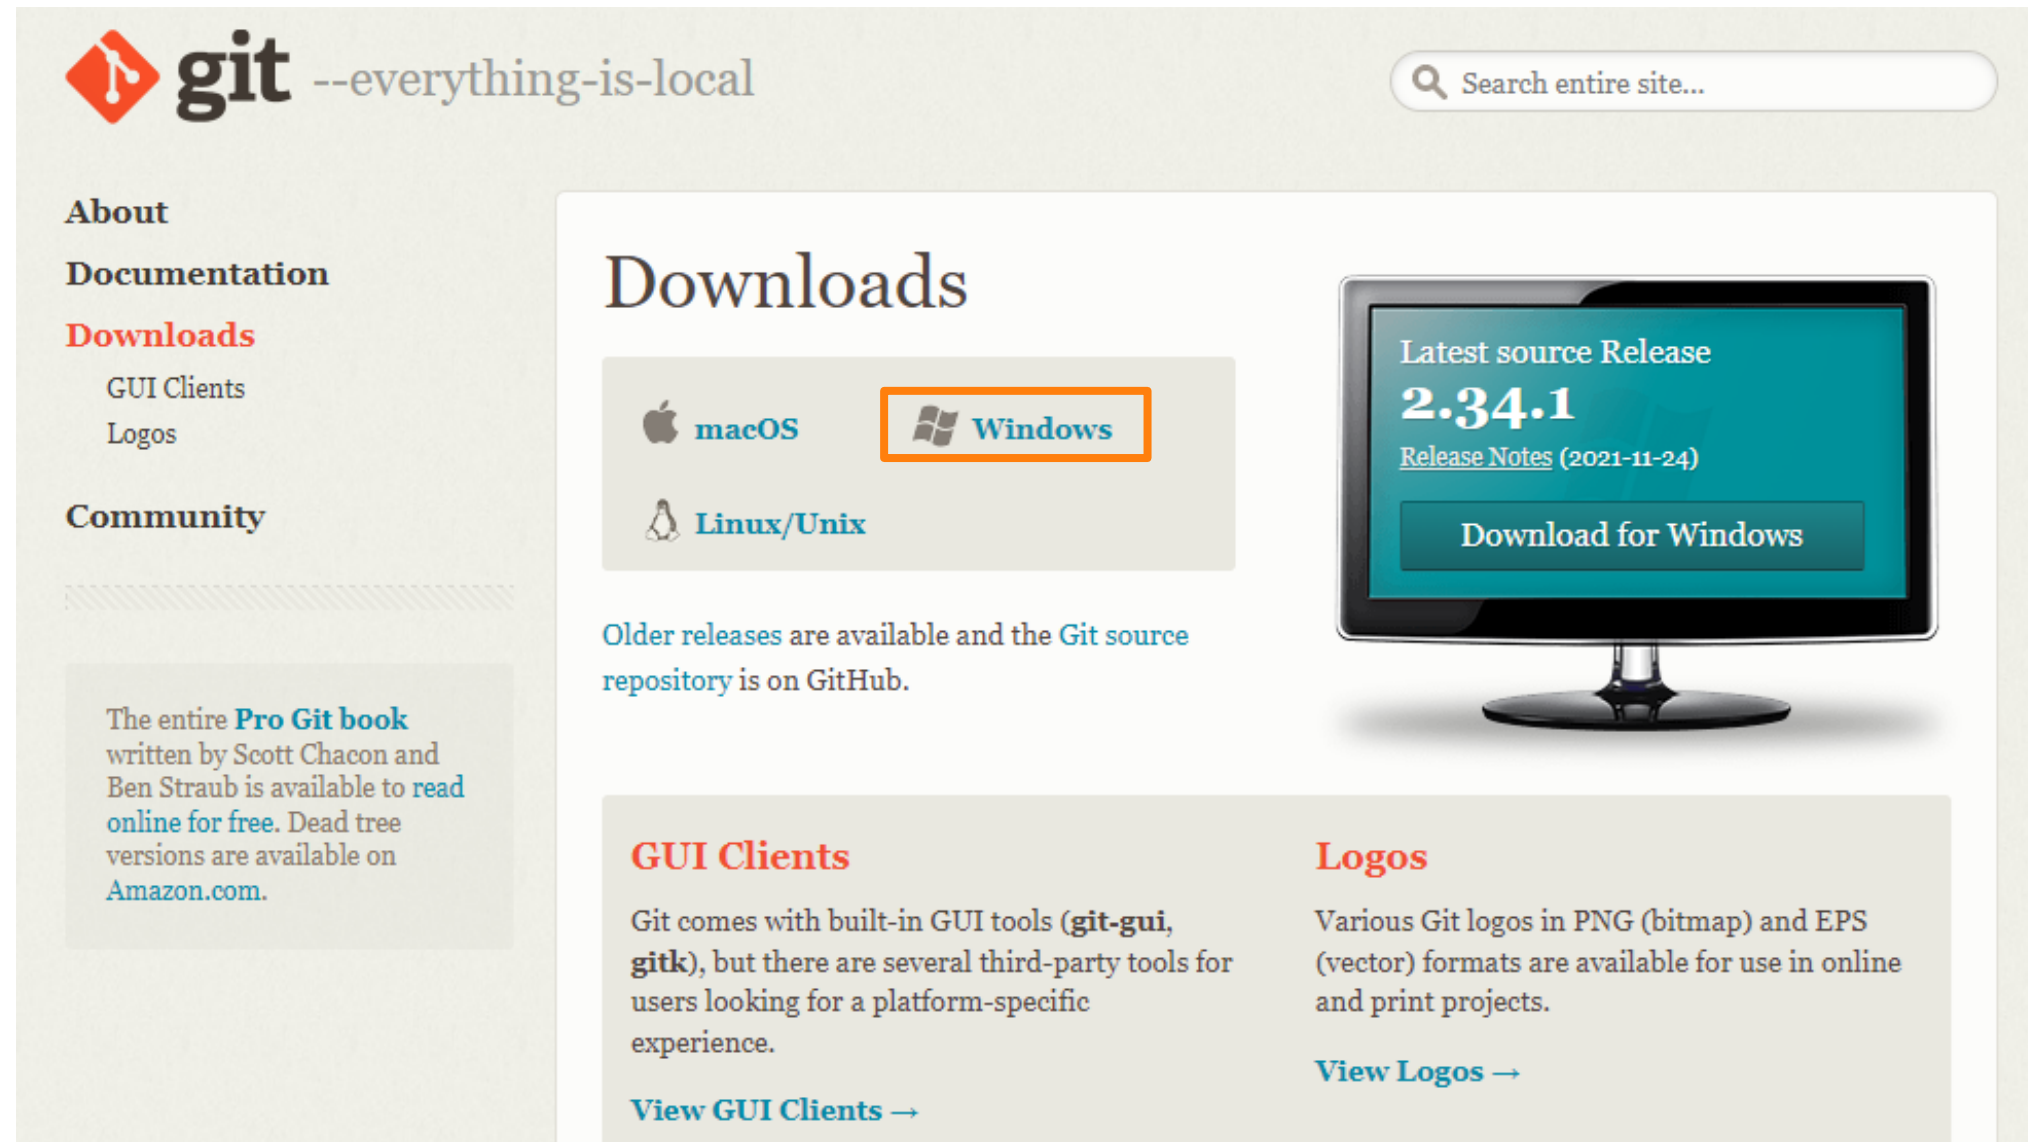 git --everything-is-local
Search entire site...
About
Documentation
Downloads
GUI Clients
Logos
Community
The entire Pro Git book
written by Scott Chacon and
Ben Straub is available to read
online for free. Dead tree
versions are available on
Amazon.com.
Downloads
macOS
Windows
Linux/Unix
Older releases are available and the Git source
repository is on GitHub.
Latest source Release
2.34.1
Release Notes (2021-11-24)
Download for Windows
GUI Clients
Git comes with built-in GUI tools (git-gui,
gitk), but there are several third-party tools for
users looking for a platform-specific
experience.
View GUI Clients →
Logos
Various Git logos in PNG (bitmap) and EPS
(vector) formats are available for use in online
and print projects.
View Logos →